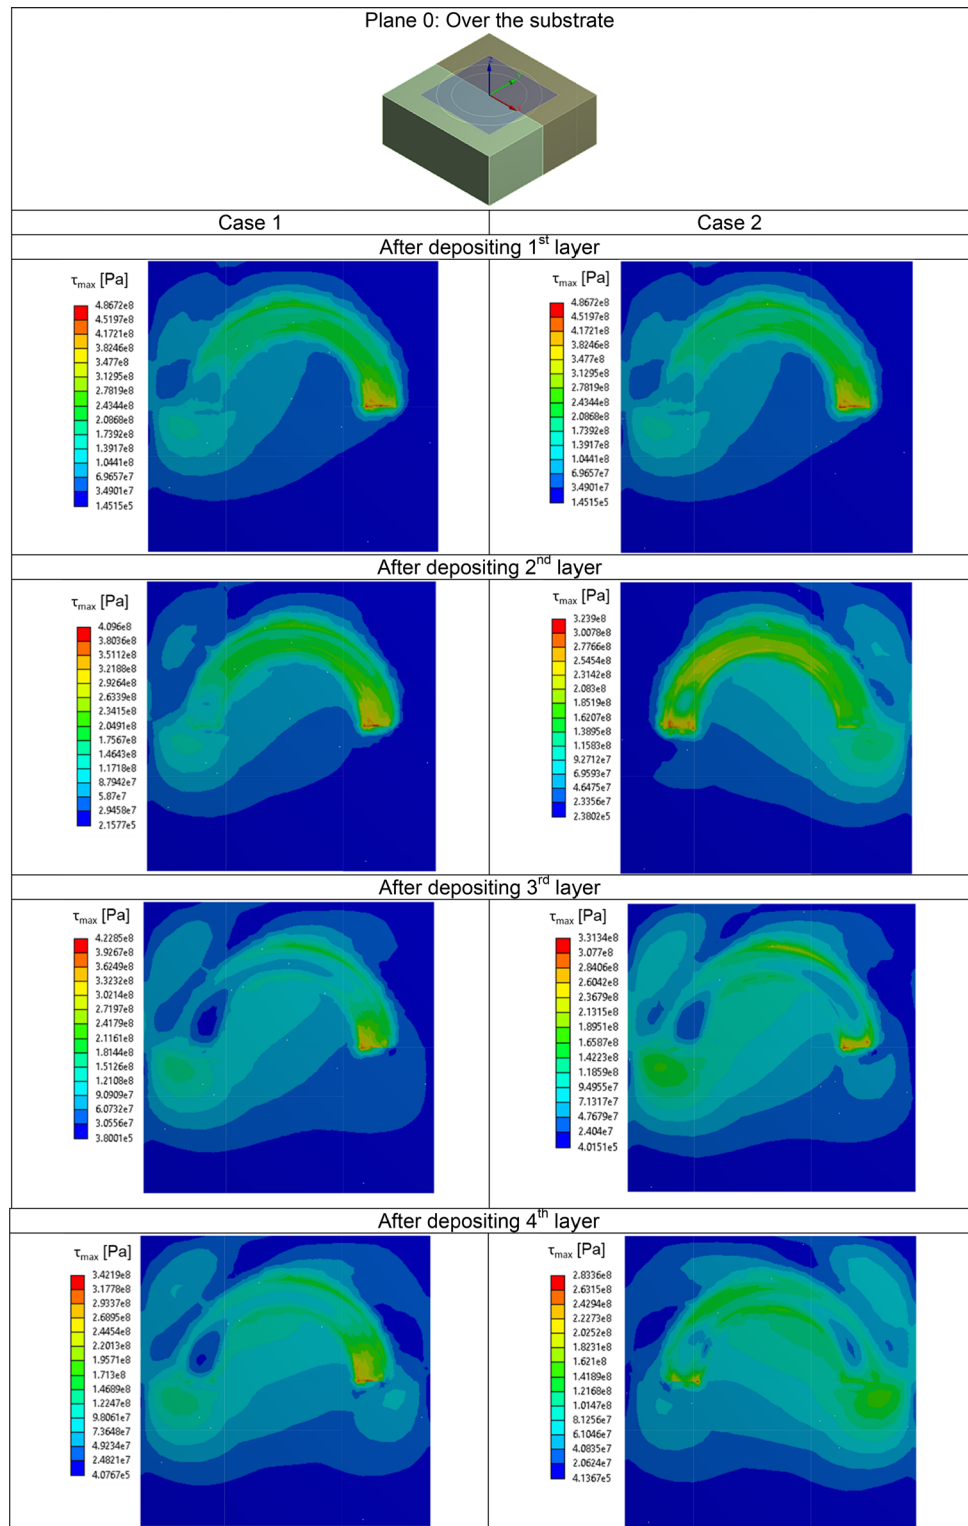 Plane 0: Over the substrate
Z
Case 1
Case 2
After depositing 1st layer
τmax [Pa]
4.8672e8
4.5197e8
4.1721e8
3.8246e8
3.477e8
3.1295e8
2.7819e8
2.4344e8
2.0868e8
1.7392e8
1.3917e8
1.0441e8
6.9657e7
3.4901e7
1.4515e5
τmax [Pa]
4.8672e8
4.5197e8
4.1721e8
3.8246e8
3.477e8
3.1295e8
2.7819e8
2.4344e8
2.0868e8
1.7392e8
1.3917e8
1.0441e8
6.9657e7
3.4901e7
1.4515e5
After depositing 2nd layer
τmax [Pa]
4.096e8
3.8036e8
3.5112e8
3.2188e8
2.9264e8
2.6339e8
2.3415e8
2.0491e8
1.7567e8
1.4643e8
1.1718e8
8.7942e7
5.87e7
2.9458e7
2.1577e5
τmax [Pa]
3.239e8
3.0078e8
2.7766e8
2.5454e8
2.3142e8
2.083e8
1.8519e8
1.6207e8
1.3895e8
1.1583e8
9.2712e7
6.9593e7
4.6475e7
2.3356e7
2.3802e5
After depositing 3rd layer
τmax [Pa]
4.2285e8
3.9267e8
3.6249e8
3.3232e8
3.0214e8
2.7197e8
2.4179e8
2.1161e8
1.8144e8
1.5126e8
1.2108e8
9.0909e7
6.0732e7
3.0556e7
3.8001e5
τmax [Pa]
3.3134e8
3.077e8
2.8406e8
2.6042e8
2.3679e8
2.1315e8
1.8951e8
1.6587e8
1.4223e8
1.1859e8
9.4955e7
7.1317e7
4.7679e7
2.404e7
4.0151e5
After depositing 4th layer
τmax [Pa]
3.4219e8
3.1778e8
2.9337e8
2.6895e8
2.4454e8
2.2013e8
1.9571e8
1.713e8
1.4689e8
1.2247e8
9.8061e7
7.3648e7
4.9234e7
2.4821e7
4.0767e5
τmax [Pa]
2.8336e8
2.6315e8
2.4294e8
2.2273e8
2.0252e8
1.8231e8
1.621e8
1.4189e8
1.2168e8
1.0147e8
8.1256e7
6.1046e7
4.0835e7
2.0624e7
4.1367e5